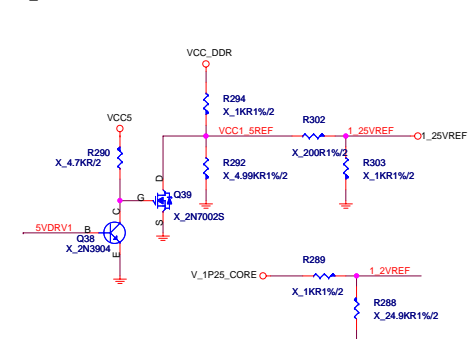 VCC_DDR
R294
X_1KR1%/2
VCC5
R302
VCC1_5REF
1_25VREF
1_25VREF
R290
X_4.7KR/2
X_200R1%/2
R292
X_4.99KR1%/2
R303
X_1KR1%/2
D
G
Q39
S
X_2N7002S
C
5VDRV1
B
Q38
X_2N3904
E
R289
V_1P25_CORE
1_2VREF
X_1KR1%/2
R288
X_24.9KR1%/2